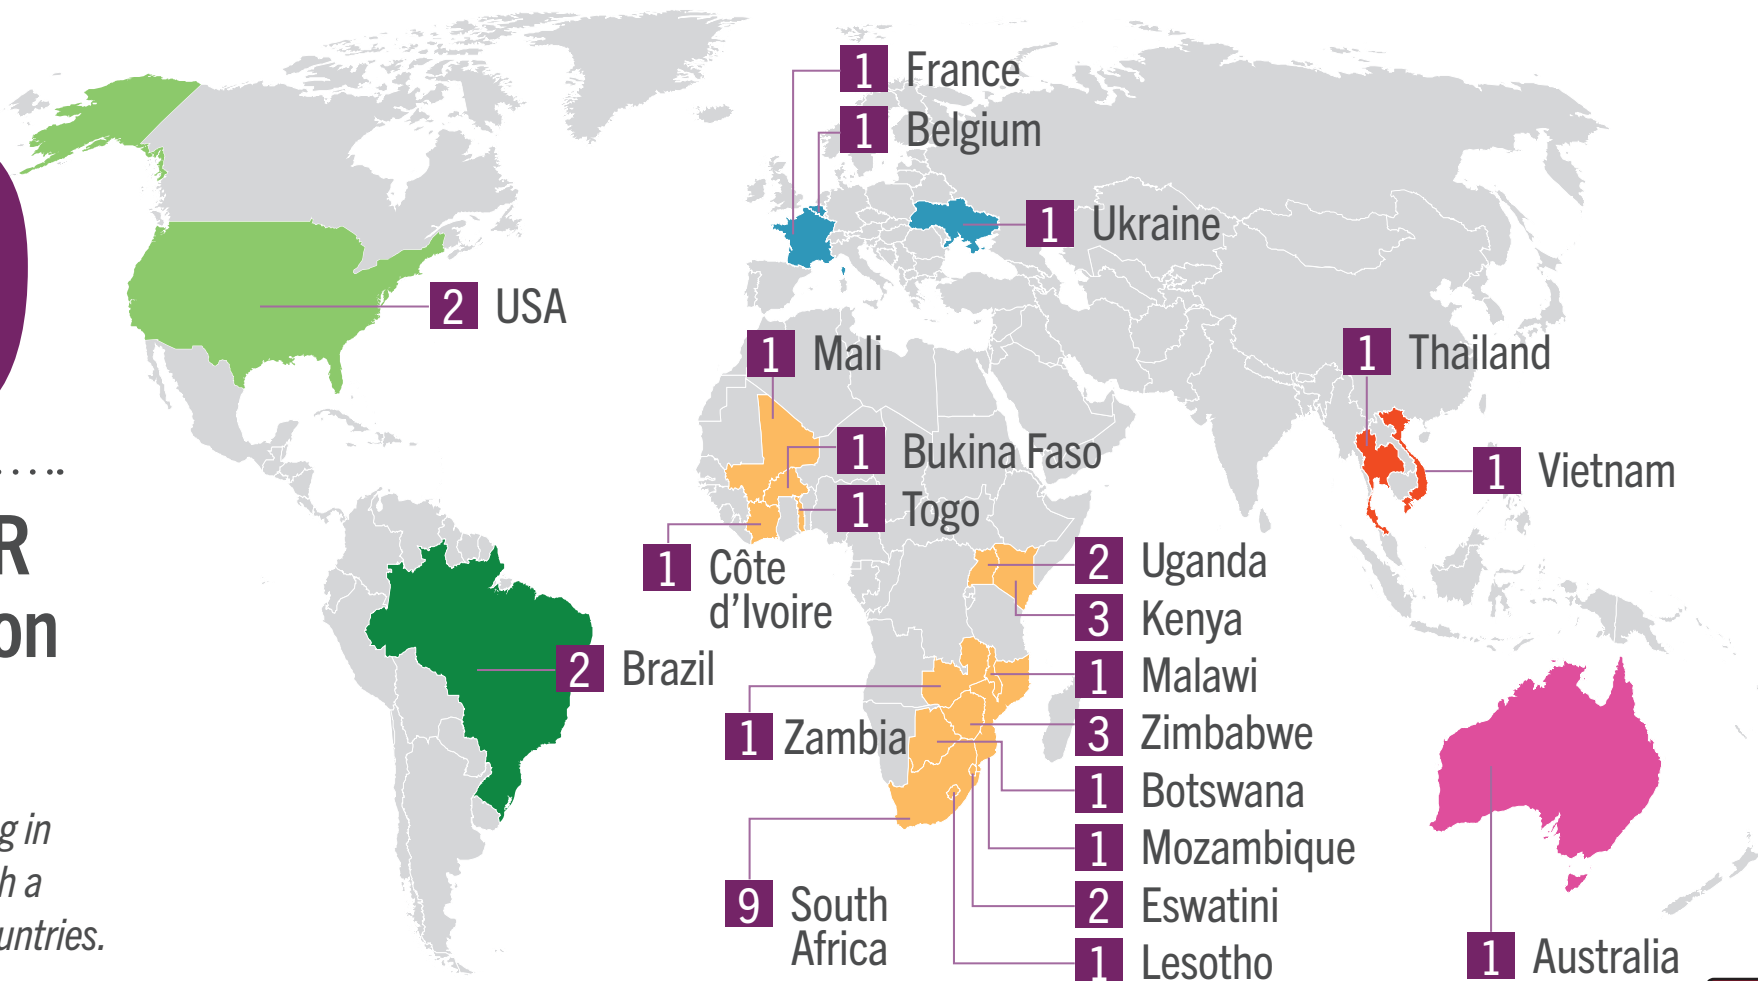 1 France
1 Belgium
1 Ukraine
2 USA
1 Mali
1 Thailand
1 Bukina Faso
1 Vietnam
1 Togo
R
1 Côte
d’Ivoire
2 Uganda
3 Kenya
on
2 Brazil
1 Malawi
1 Zambia
3 Zimbabwe
1 Botswana
g in
1 Mozambique
h a
9 South
Africa
2 Eswatini
untries.
1 Lesotho
1 Australia